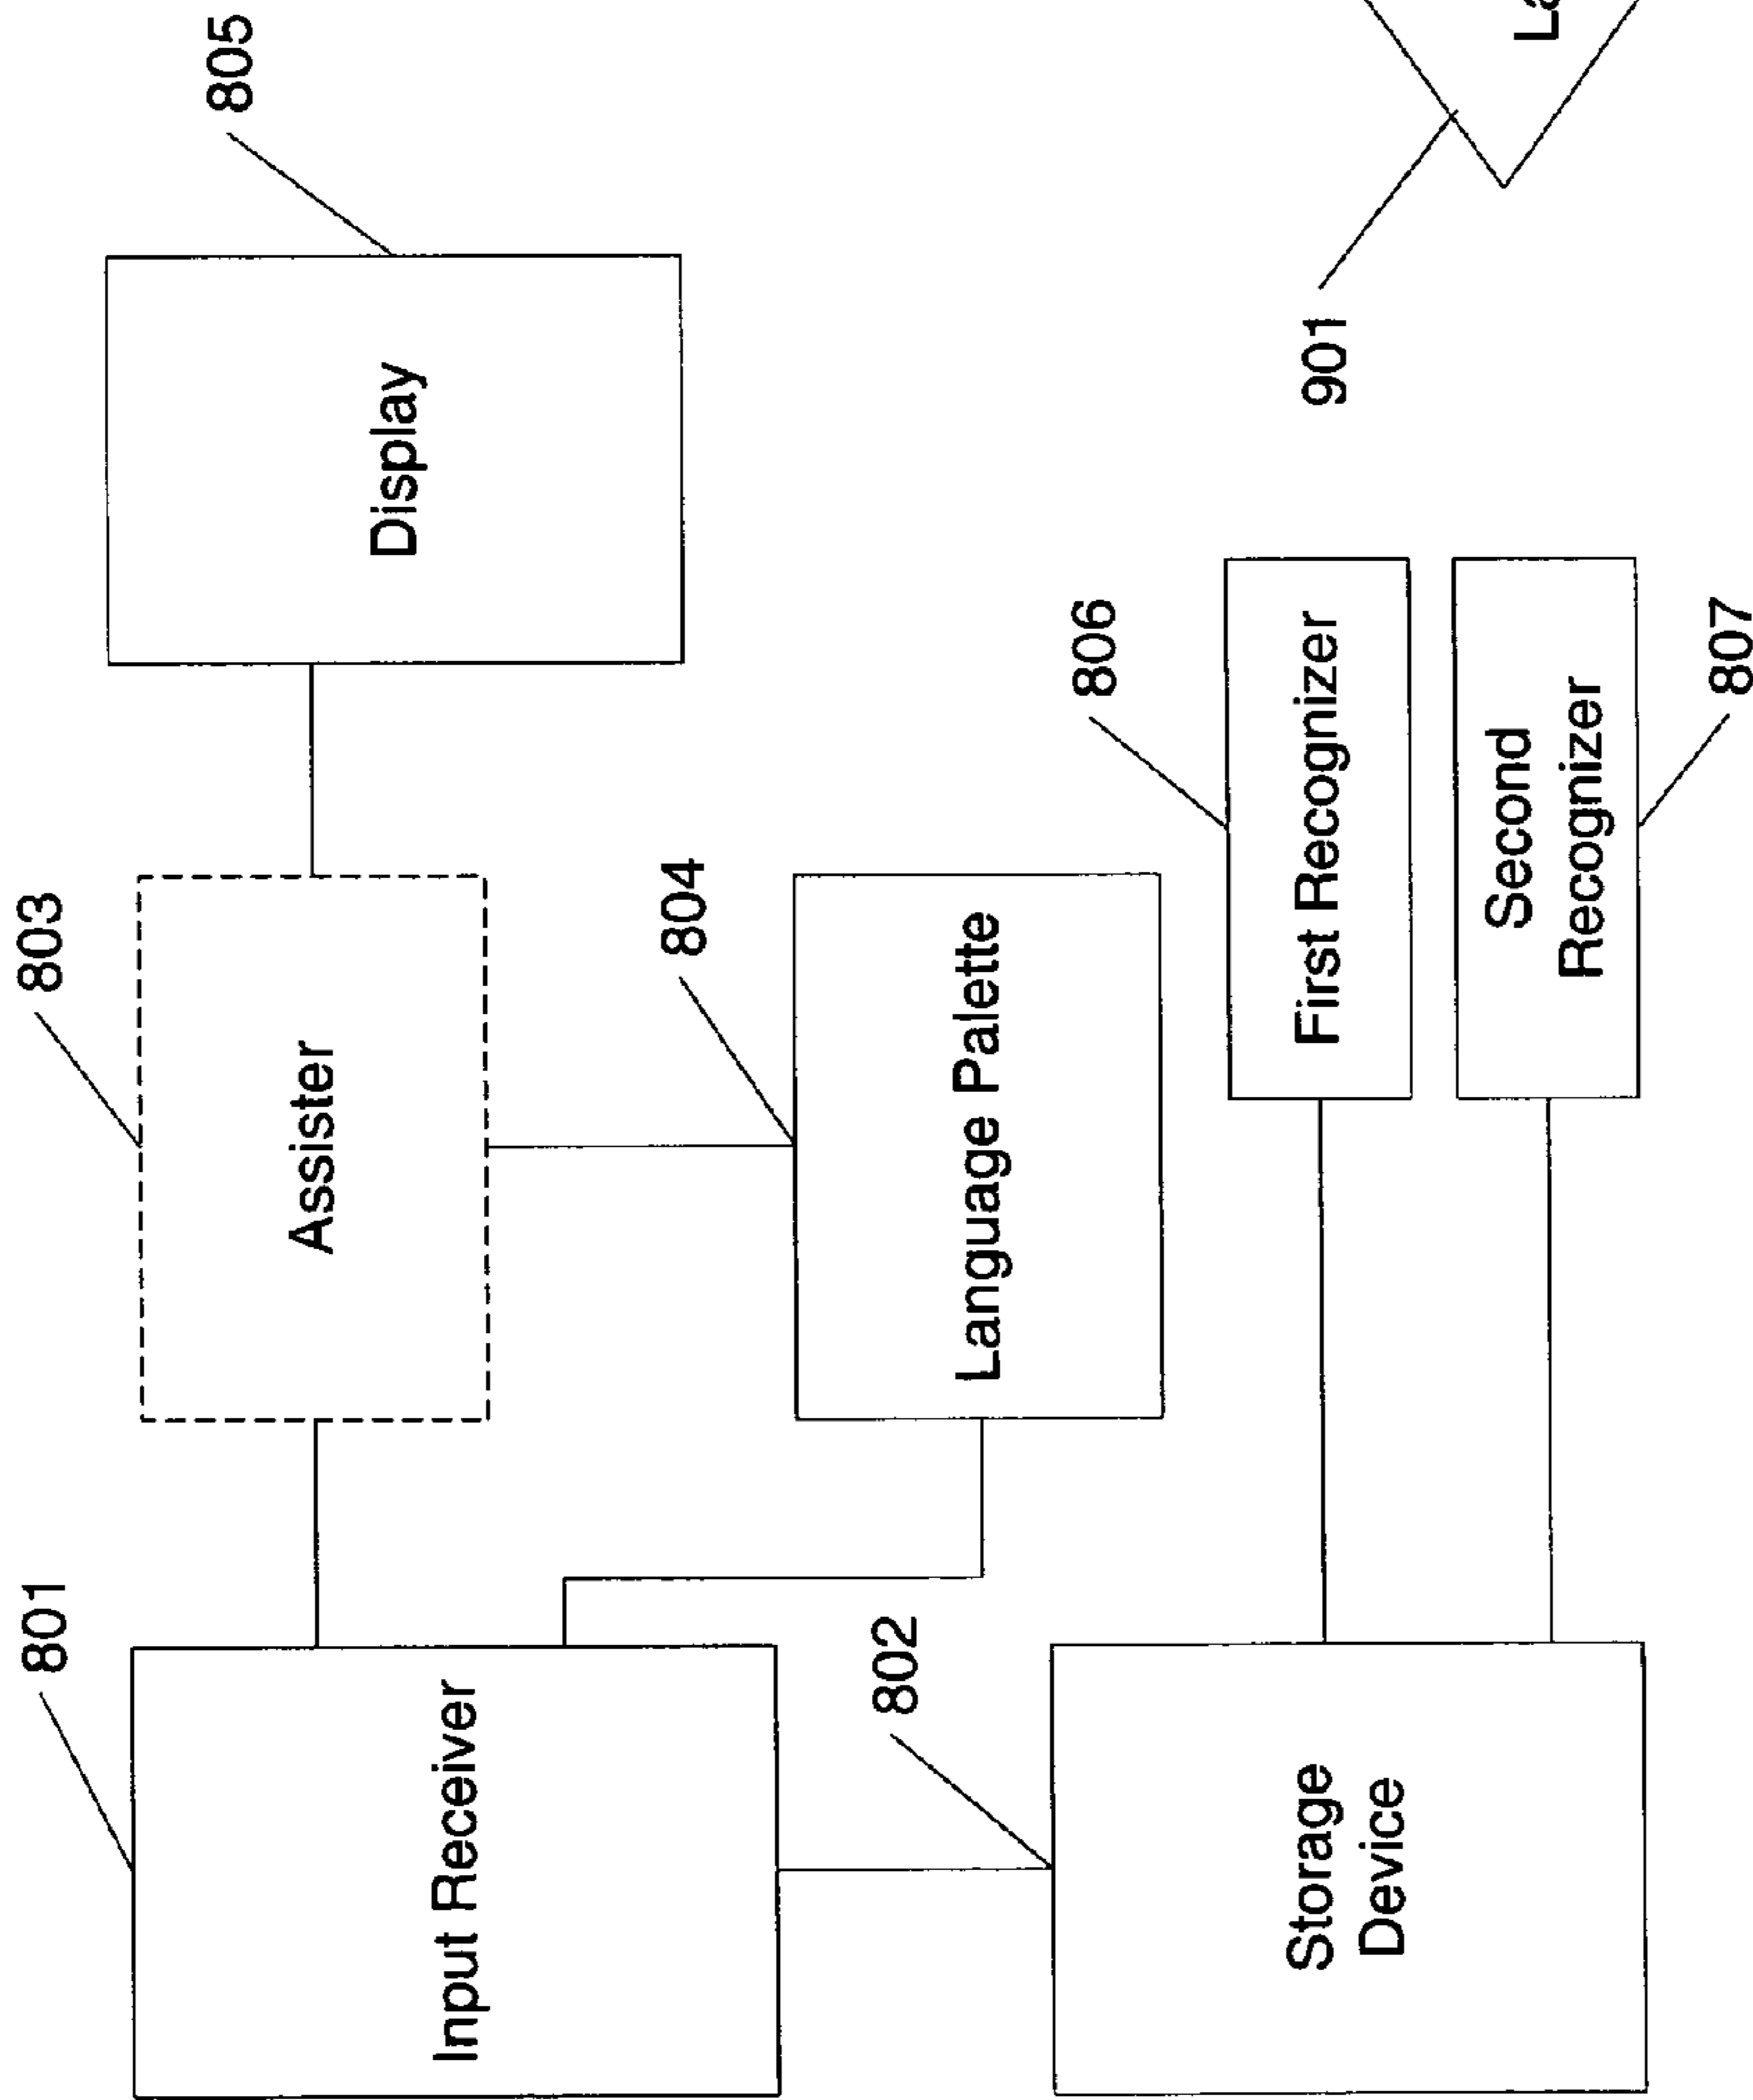 801
Input Receiver
803
Assister
805
Display
804
Language Palette
802
Storage
Device
806
First Recognizer
Second
Recognizer
807
901